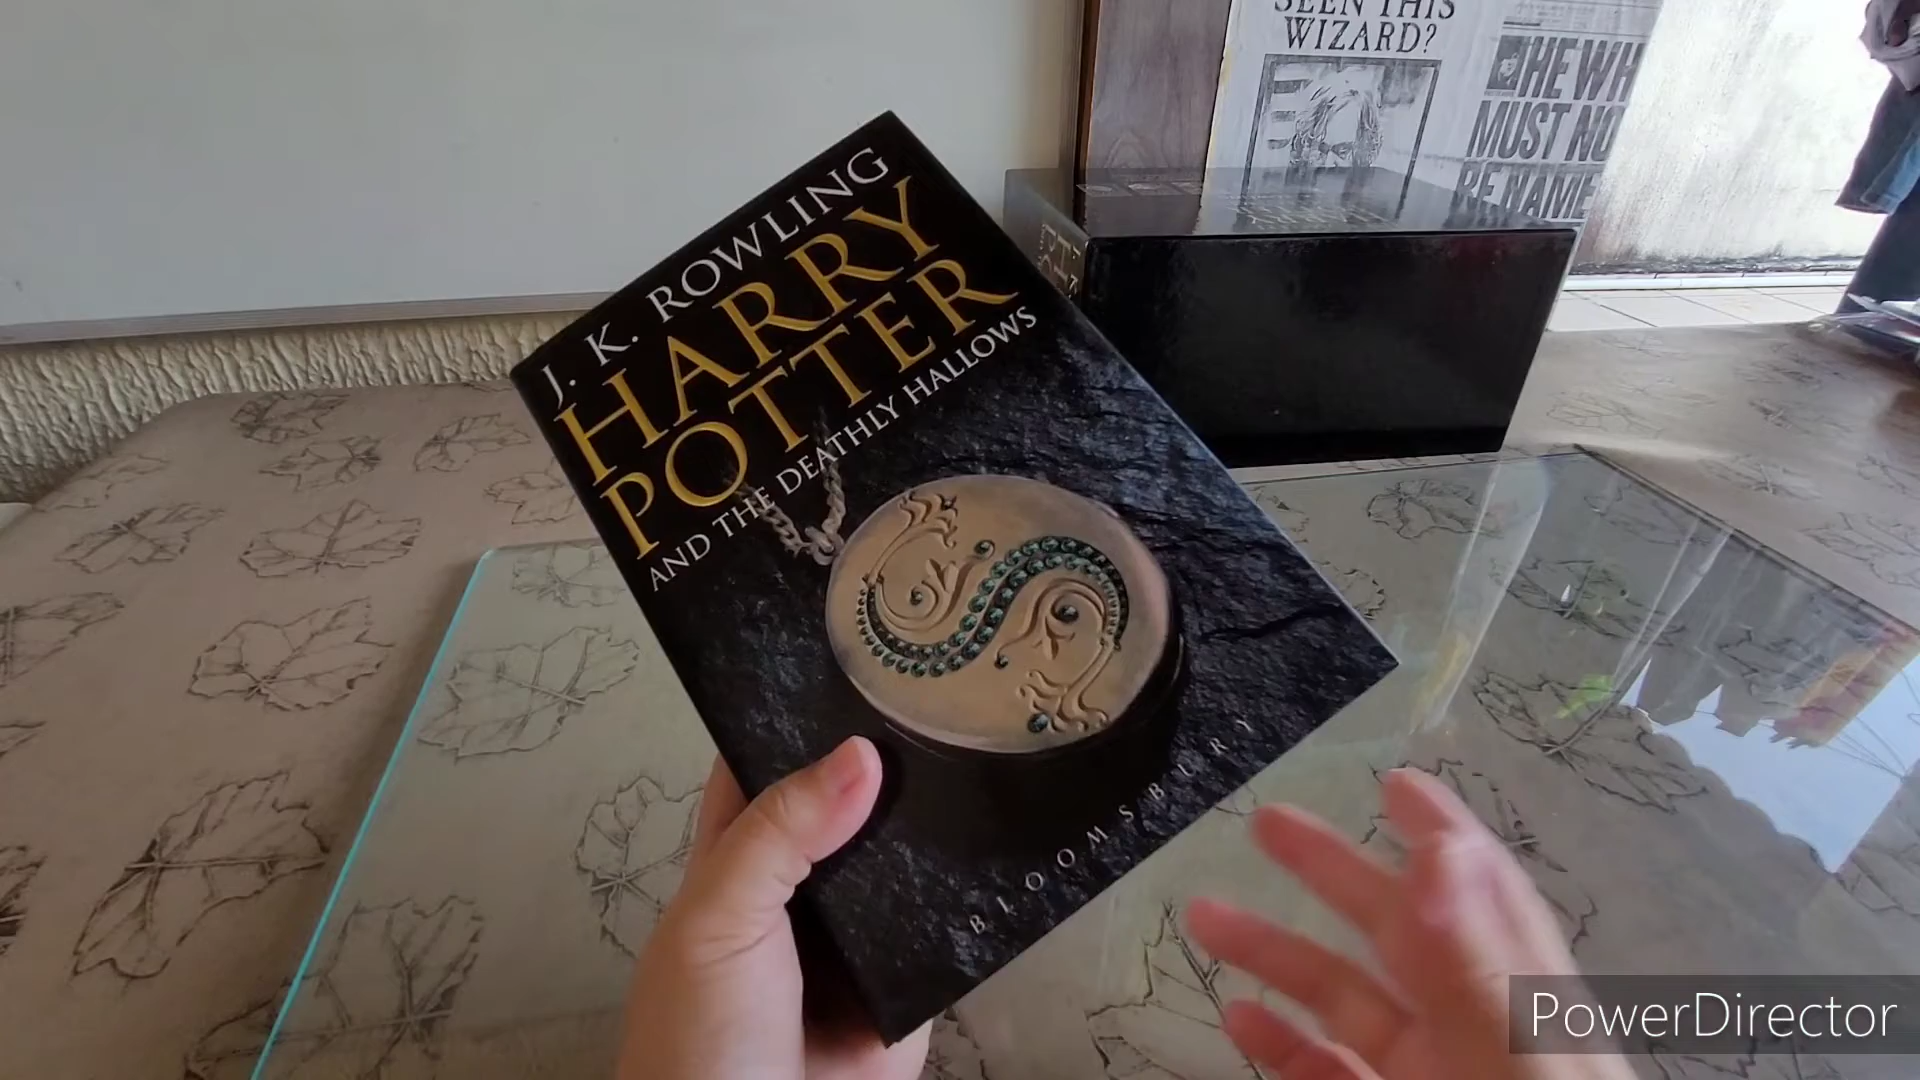 SEEN THIS
WIZARD?
HE WH
MUST NO
BE NAME
J. K. ROWLING
HARRY
POTTER
AND THE DEATHLY HALLOWS
BLOOMSBURY
PowerDirector